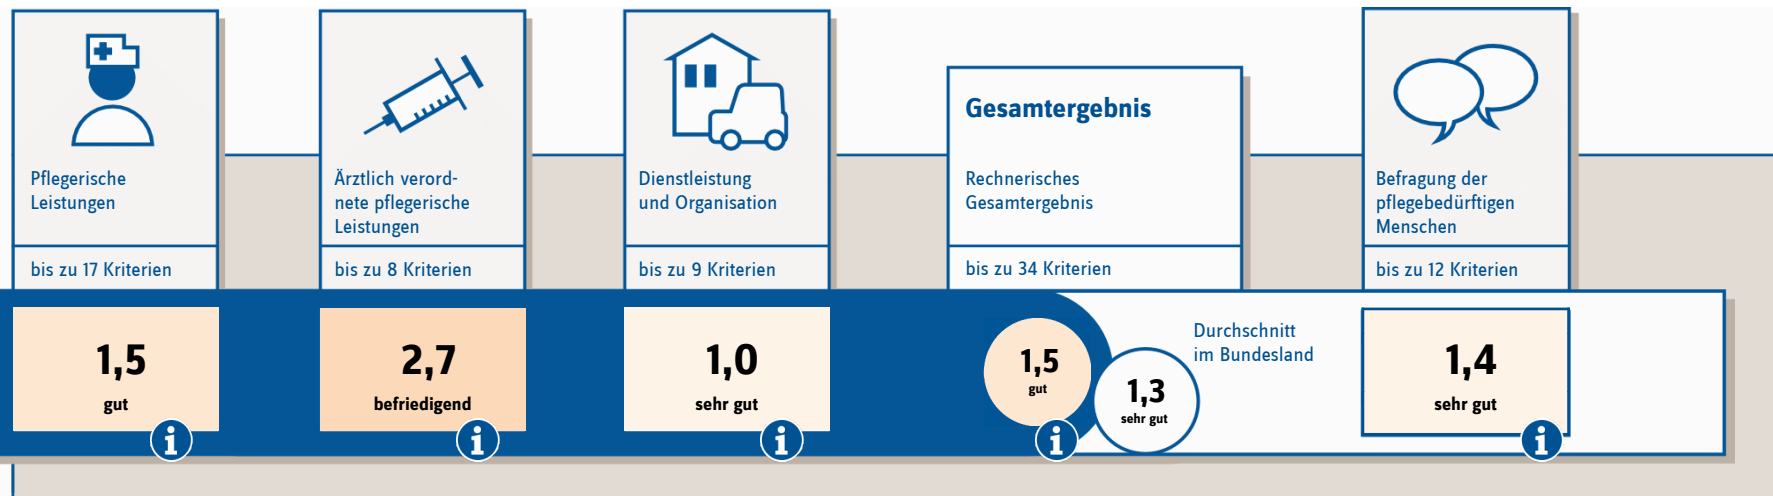 Pflegerische
Leistungen
bis zu 17 Kriterien
1,5
gut
i
Ärztlich verord-
nete pflegerische
Leistungen
bis zu 8 Kriterien
2,7
befriedigend
i
Dienstleistung
und Organisation
bis zu 9 Kriterien
1,0
sehr gut
i
Gesamtergebnis
Rechnerisches
Gesamtergebnis
bis zu 34 Kriterien
1,5
gut
i
Durchschnitt
im Bundesland
1,3
sehr gut
Befragung der
pflegebedürftigen
Menschen
bis zu 12 Kriterien
1,4
sehr gut
i